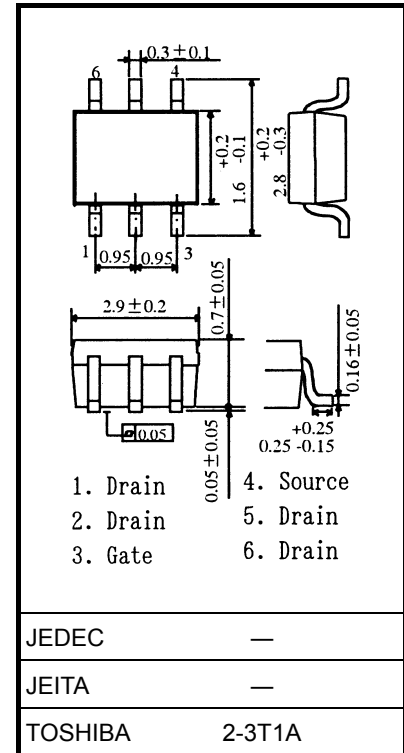 0.3±0.1
6 4
+0.2
1.6 -0.1
+0.2
2.8 -0.3
1 0.95 0.95 3
2.9±0.2
0.7±0.05
0.16±0.05
0.05
0.05±0.05
+0.25
0.25 -0.15
1. Drain
2. Drain
3. Gate
4. Source
5. Drain
6. Drain
JEDEC —
JEITA —
TOSHIBA 2-3T1A